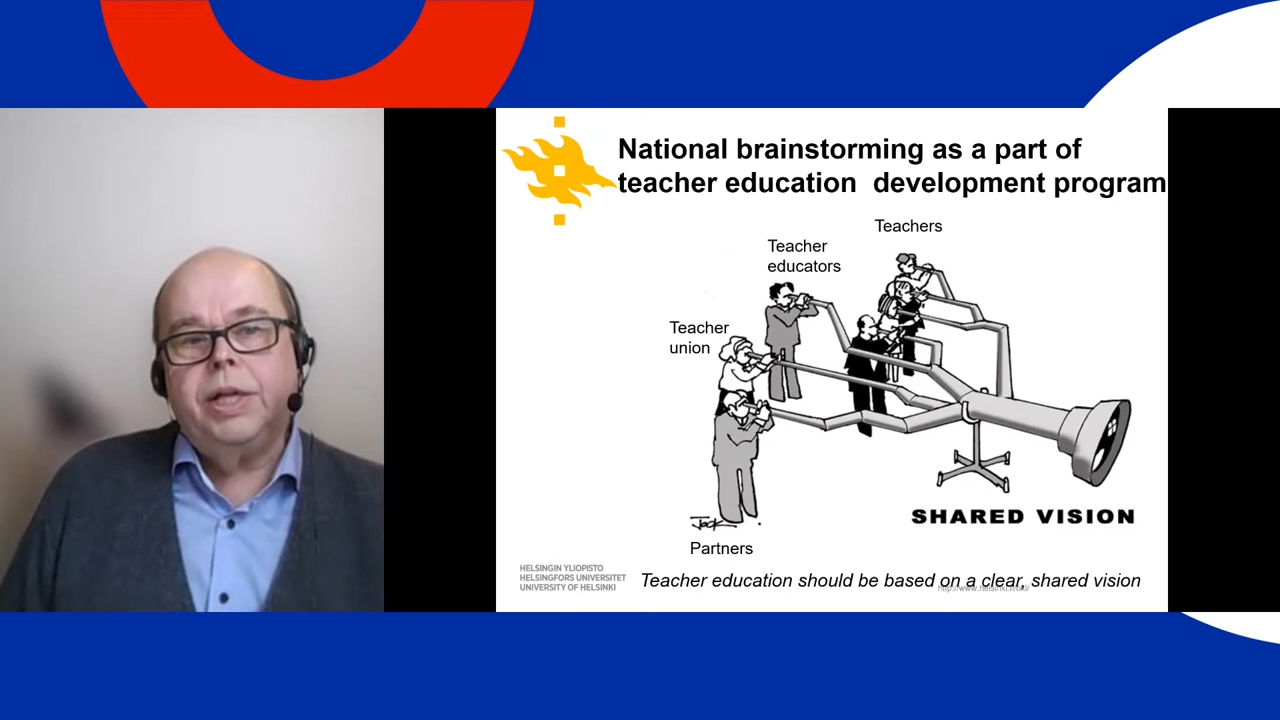 National brainstorming as a part of
teacher education development program
Teachers
Teacher
educators
Teacher
union
SHARED VISION
Jock
Partners
HELSINGIN YLIOPISTO
HELSINGFORS UNIVERSITET
UNIVERSITY OF HELSINKI
Teacher education should be based on a clear, shared vision